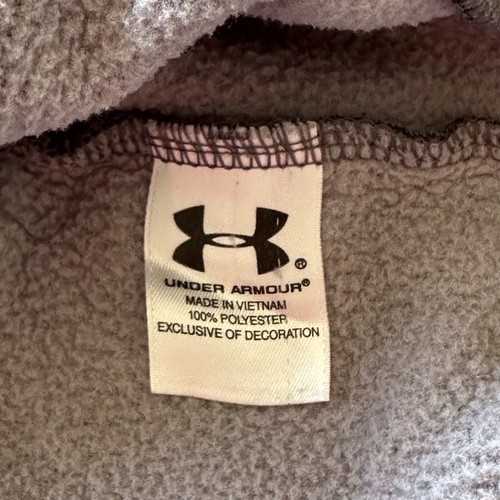 ®
UNDER ARMOUR®
MADE IN VIETNAM
100% POLYESTER
EXCLUSIVE OF DECORATION